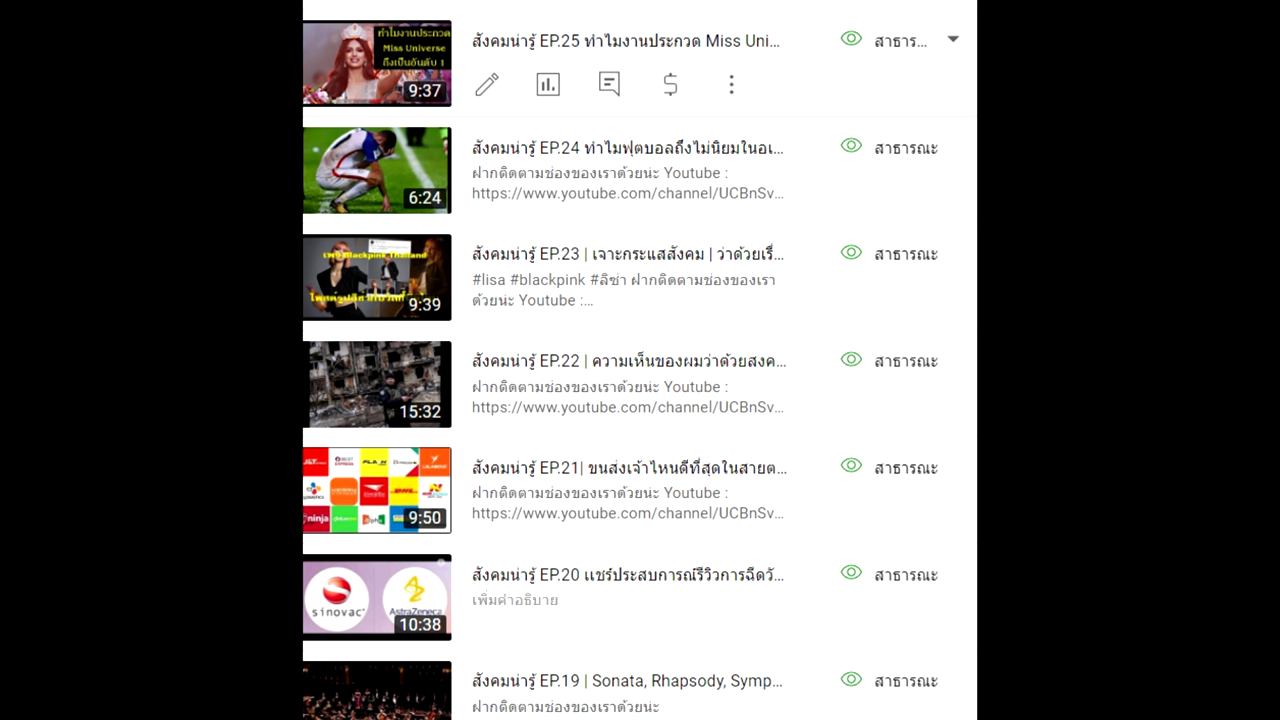 ทำไมงานประกวด
Miss Universe
ถึงเป็นอันดับ 1
9:37
สังคมน่ารู้ EP.25 ทำไมงานประกวด Miss Uni...
สาธาร...
6:24
สังคมน่ารู้ EP.24 ทำไมฟุตบอลถึงไม่นิยมในอเ...
สาธารณะ
ฝากติดตามช่องของเราด้วยน่ะ Youtube :
https://www.youtube.com/channel/UCBnSv...
เพจ Blackpink Thailand
9:39
สังคมน่ารู้ EP.23 | เจาะกระแสสังคม | ว่าด้วยเรื่...
สาธารณะ
#lisa #blackpink #ลิซ่า ฝากติดตามช่องของเรา
ด้วยน่ะ Youtube :...
15:32
สังคมน่ารู้ EP.22 | ความเห็นของผมว่าด้วยสงค...
สาธารณะ
ฝากติดตามช่องของเราด้วยน่ะ Youtube :
https://www.youtube.com/channel/UCBnSv...
ninja
alpha
9:50
สังคมน่ารู้ EP.21| ขนส่งเจ้าไหนดีที่สุดในสายต...
สาธารณะ
ฝากติดตามช่องของเราด้วยน่ะ Youtube :
https://www.youtube.com/channel/UCBnSv...
sinovac
AstraZeneca
10:38
สังคมน่ารู้ EP.20 เเชร์ประสบการณ์รีวิวการฉีดวั...
สาธารณะ
เพิ่มคำอธิบาย
สังคมน่ารู้ EP.19 | Sonata, Rhapsody, Symp...
สาธารณะ
ฝากติดตามช่องของเราด้วยน่ะ